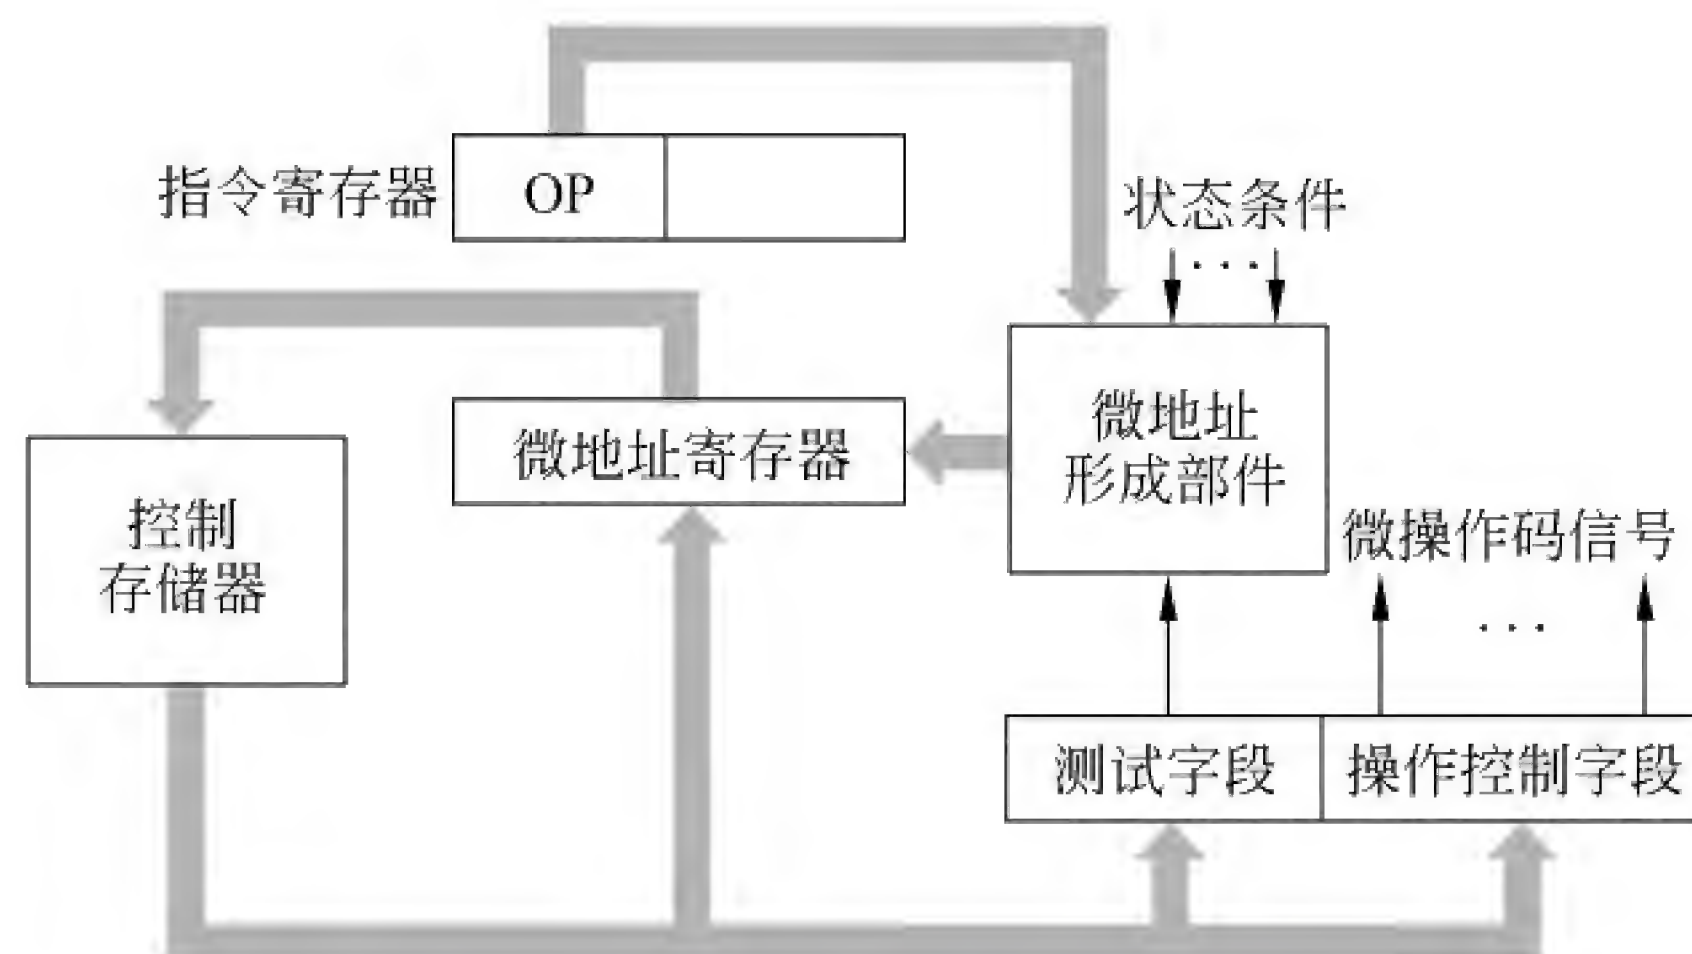 指令寄存器
OP
状态条件
···
微地址
形成部件
微地址寄存器
控制
存储器
微操作码信号
···
测试字段
操作控制字段